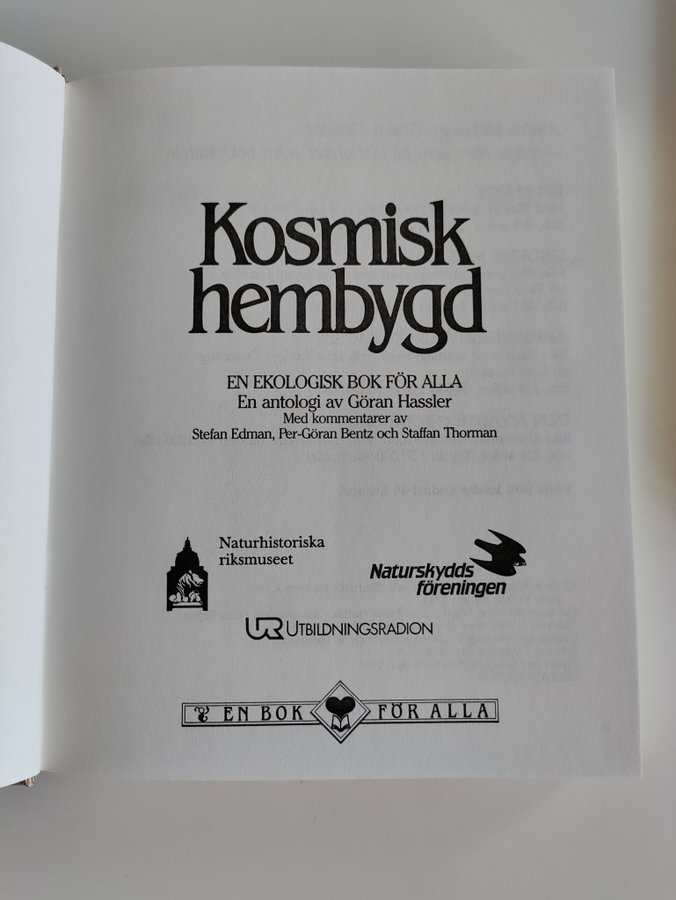 Kosmisk
hembygd
EN EKOLOGISK BOK FÖR ALLA
En antologi av Göran Hassler
Med kommentarer av
Stefan Edman, Per-Göran Bentz och Staffan Thorman
Naturhistoriska
riksmuseet
Naturskydds
föreningen
UR UTBILDNINGSRADION
EN BOK FÖR ALLA